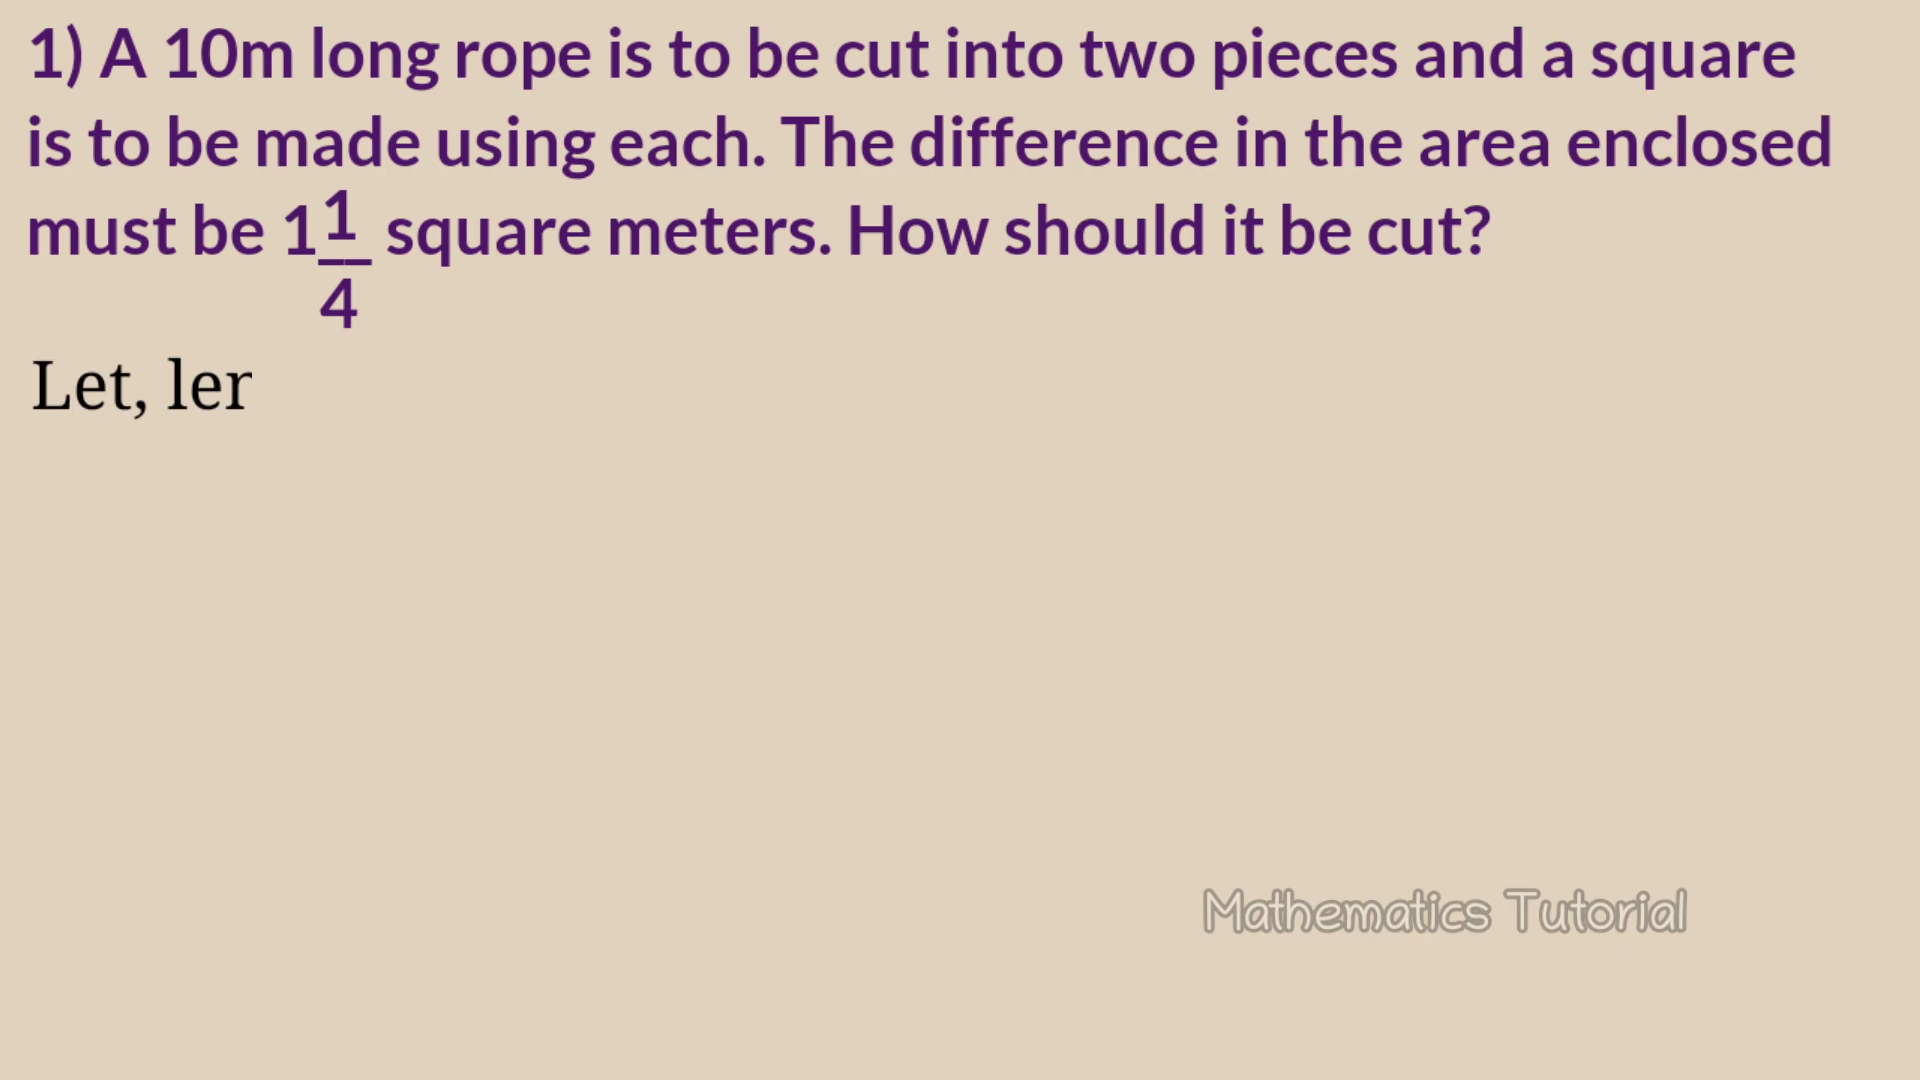 1) A 10m long rope is to be cut into two pieces and a square
is to be made using each. The difference in the area enclosed
must be 1 1/4 square meters. How should it be cut?
Let, ler
Mathematics Tutorial